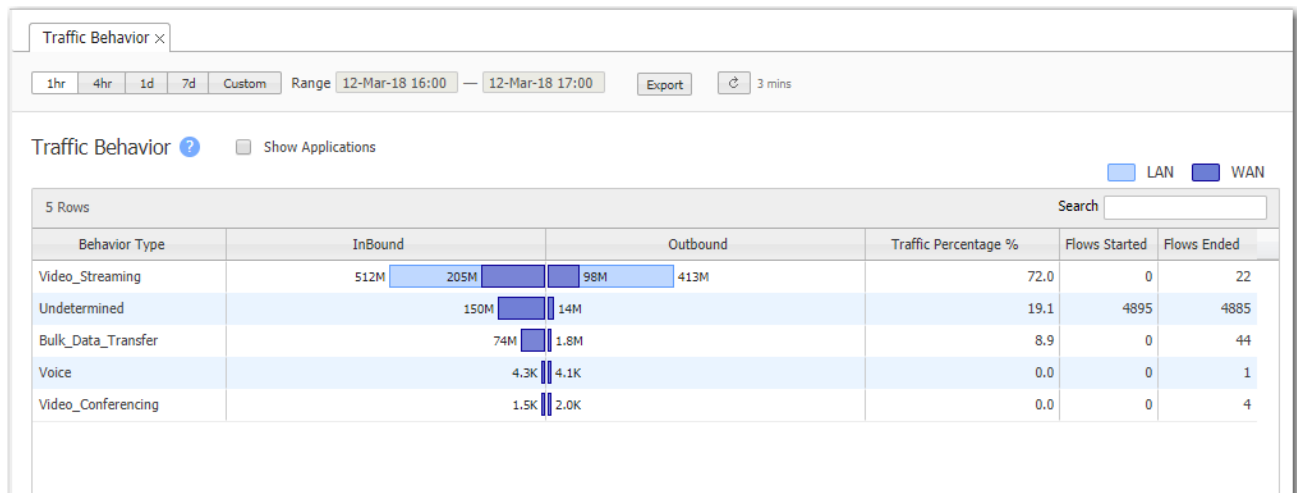 Traffic Behavior ×
1hr 4hr 1d 7d Custom Range 12-Mar-18 16:00 — 12-Mar-18 17:00 Export 3 mins
Traffic Behavior ? Show Applications
LAN WAN
5 Rows Search
Behavior Type InBound Outbound Traffic Percentage % Flows Started Flows Ended
Video_Streaming 512M 205M 98M 413M 72.0 0 22
Undetermined 150M 14M 19.1 4895 4885
Bulk_Data_Transfer 74M 1.8M 8.9 0 44
Voice 4.3K 4.1K 0.0 0 1
Video_Conferencing 1.5K 2.0K 0.0 0 4